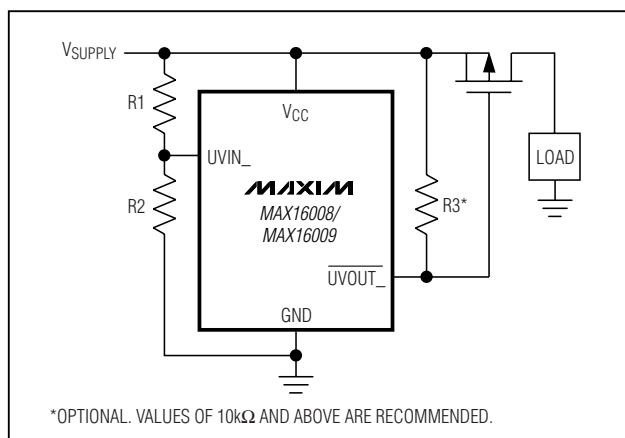 VSUPPLY
R1
VCC
UVIN_
LOAD
MAXIM
R2
MAX16008/
MAX16009
R3*
UVOUT_
GND
*OPTIONAL. VALUES OF 10kΩ AND ABOVE ARE RECOMMENDED.